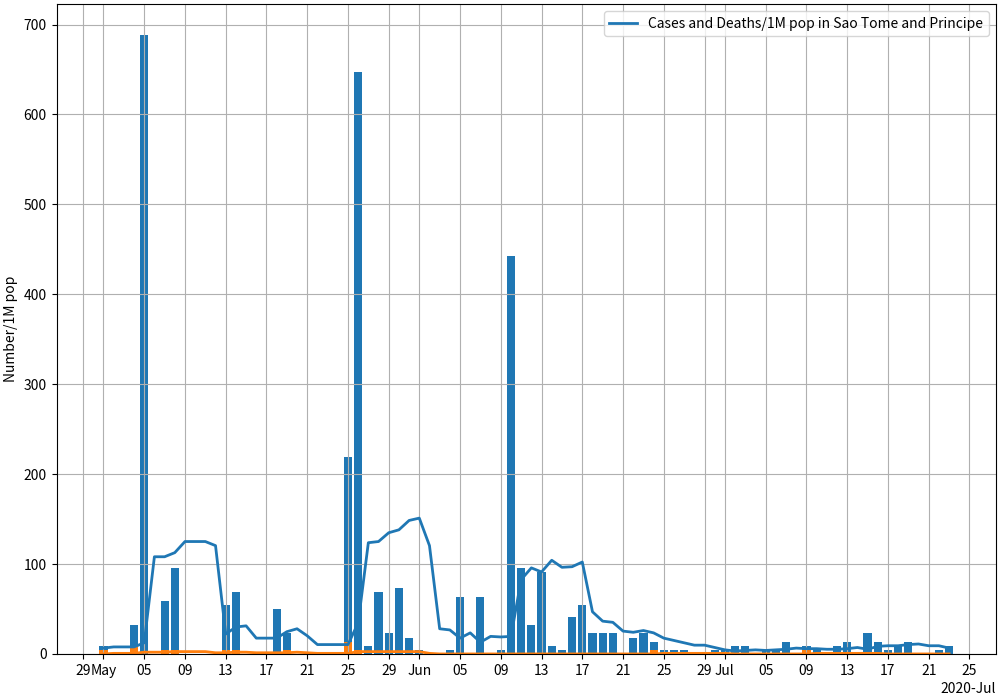 Cases and Deaths/1M pop in Sao Tome and Principe
Number/1M pop
700
600
500
400
300
200
100
0
29 May 05 09 13 17 21 25 29 Jun 05 09 13 17 21 25 29 Jul 05 09 13 17 21 25
2020-Jul